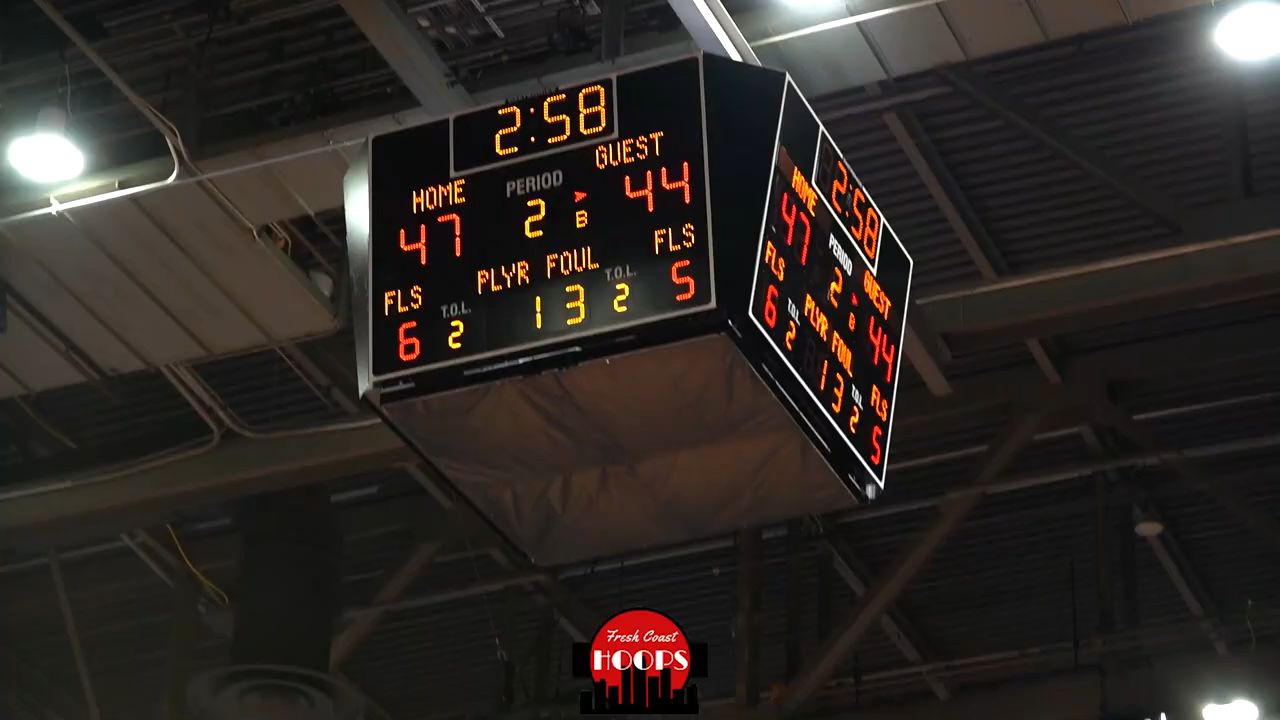 2:58
HOME PERIOD GUEST
47 2 B 44
FLS PLYR FOUL FLS
T.O.L. T.O.L.
6 2 13 2 5
2:58
HOME PERIOD GUEST
47 2 B 44
FLS PLYR FOUL FLS
T.O.L. T.O.L.
6 2 13 2 5
Fresh Coast
HOOPS